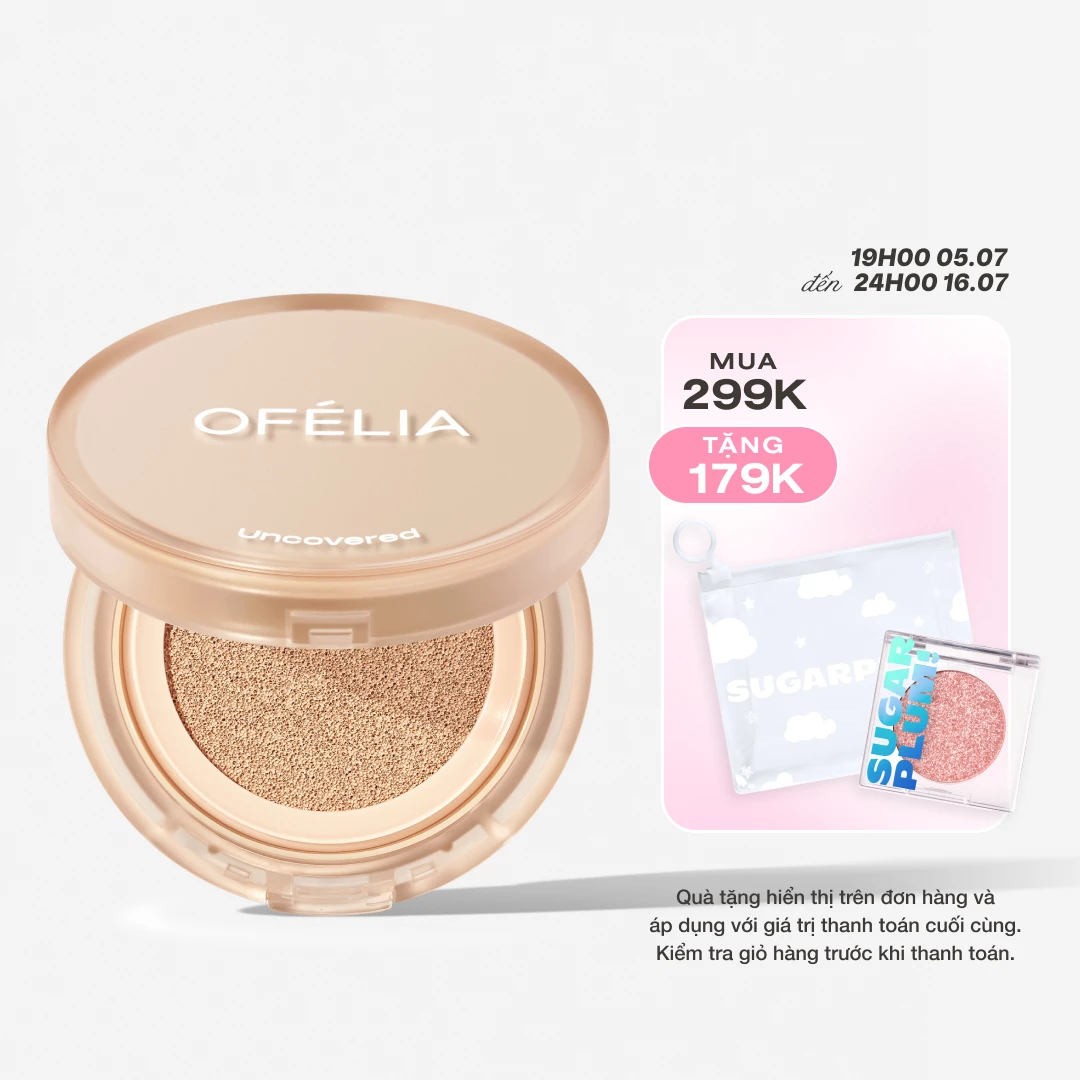 OFÉLIA
uncovered
19H00 05.07
đến 24H00 16.07
MUA
299K
TẶNG
179K
SUGARP
SUGAR
PLUM!
Quà tặng hiển thị trên đơn hàng và
áp dụng với giá trị thanh toán cuối cùng.
Kiểm tra giỏ hàng trước khi thanh toán.